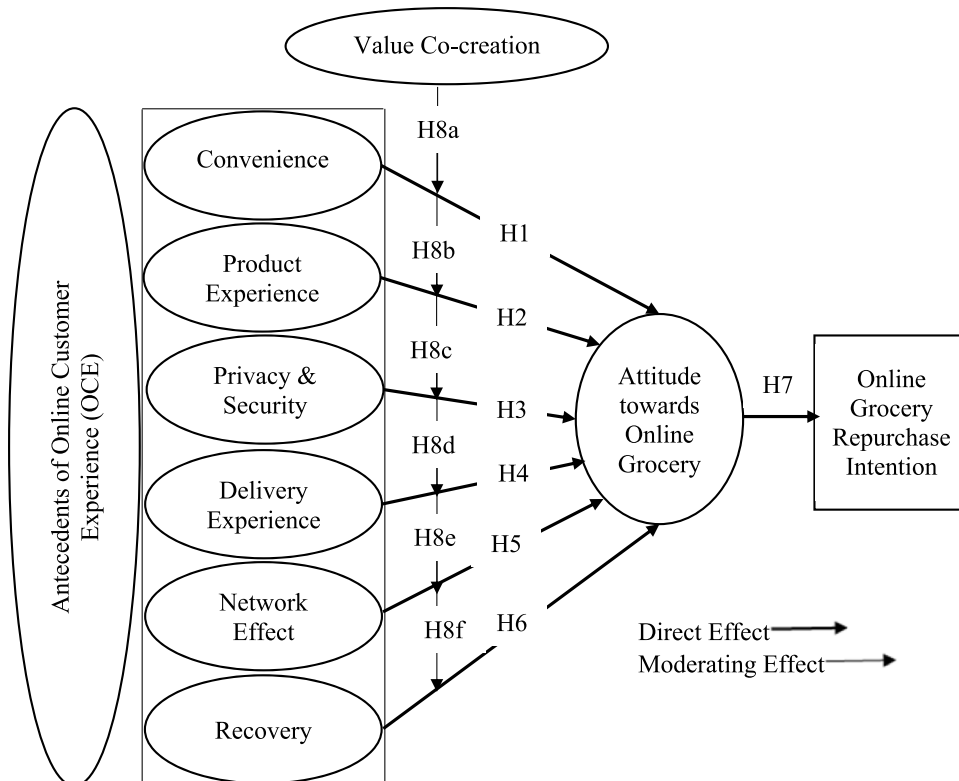 Value Co-creation
H8a
Convenience
H1
H8b
Product
Experience
H2
H8c
Privacy &
Security
H3
Attitude
towards
Online
Grocery
H7
Online
Grocery
Repurchase
Intention
Antecedents of Online Customer
Experience (OCE)
H8d
H4
Delivery
Experience
H8e
H5
Network
Effect
H8f
H6
Direct Effect
Moderating Effect
Recovery